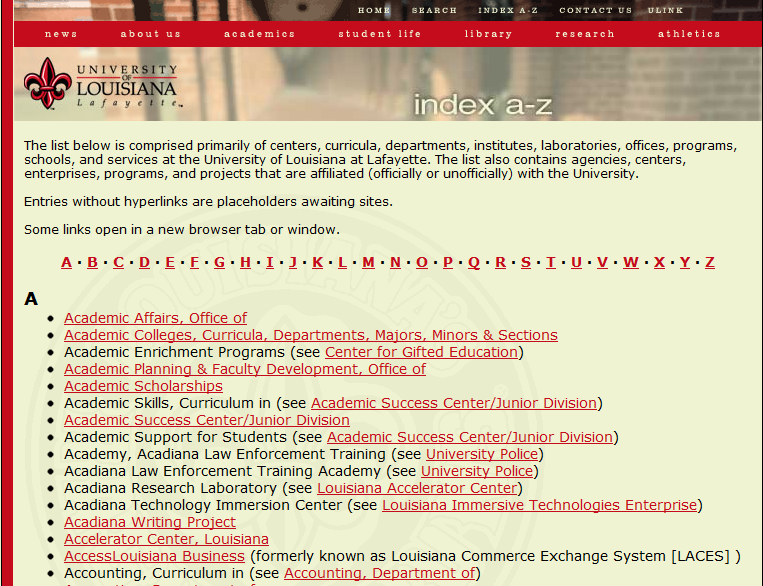 HOME SEARCH INDEX A-Z CONTACT US ULINK
news about us academics student life library research athletics
UNIVERSITY
OF
LOUISIANA
Lafayette™
index a-z
The list below is comprised primarily of centers, curricula, departments, institutes, laboratories, offices, programs,
schools, and services at the University of Louisiana at Lafayette. The list also contains agencies, centers,
enterprises, programs, and projects that are affiliated (officially or unofficially) with the University.
Entries without hyperlinks are placeholders awaiting sites.
Some links open in a new browser tab or window.
A · B · C · D · E · F · G · H · I · J · K · L · M · N · O · P · Q · R · S · T · U · V · W · X · Y · Z
A
Academic Affairs, Office of
Academic Colleges, Curricula, Departments, Majors, Minors & Sections
Academic Enrichment Programs (see Center for Gifted Education)
Academic Planning & Faculty Development, Office of
Academic Scholarships
Academic Skills, Curriculum in (see Academic Success Center/Junior Division)
Academic Success Center/Junior Division
Academic Support for Students (see Academic Success Center/Junior Division)
Academy, Acadiana Law Enforcement Training (see University Police)
Acadiana Law Enforcement Training Academy (see University Police)
Acadiana Research Laboratory (see Louisiana Accelerator Center)
Acadiana Technology Immersion Center (see Louisiana Immersive Technologies Enterprise)
Acadiana Writing Project
Accelerator Center, Louisiana
AccessLouisiana Business (formerly known as Louisiana Commerce Exchange System [LACES] )
Accounting, Curriculum in (see Accounting, Department of)